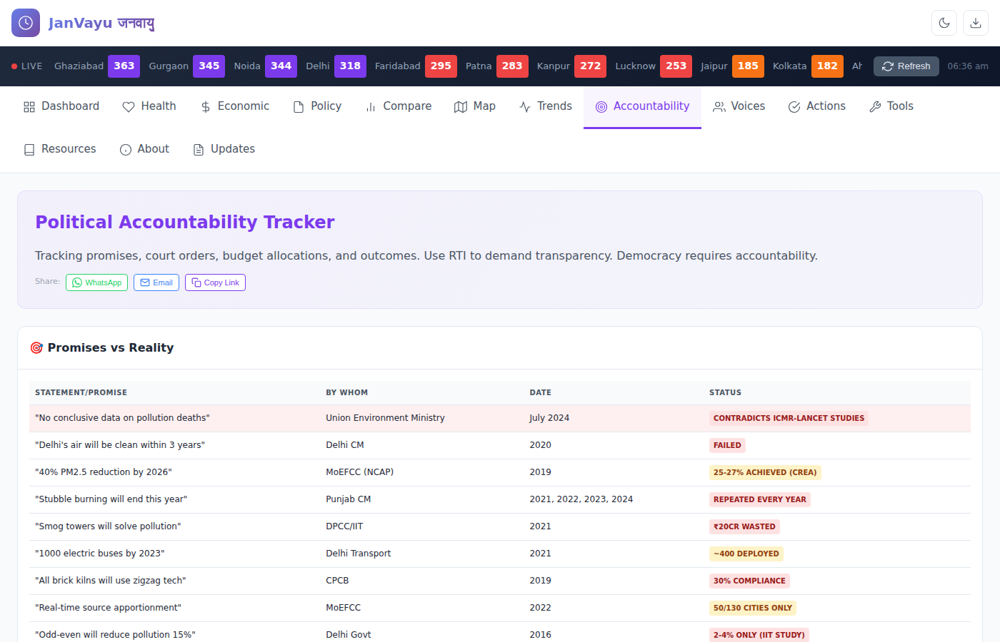 JanVayu जनवायु
LIVE Ghaziabad 363 Gurgaon 345 Noida 344 Delhi 318 Faridabad 295 Patna 283 Kanpur 272 Lucknow 253 Jaipur 185 Kolkata 182 Refresh 06:36 am
Dashboard Health Economic Policy Compare Map Trends Accountability Voices Actions Tools
Resources About Updates
Political Accountability Tracker
Tracking promises, court orders, budget allocations, and outcomes. Use RTI to demand transparency. Democracy requires accountability.
Share: WhatsApp Email Copy Link
🎯 Promises vs Reality
STATEMENT/PROMISE BY WHOM DATE STATUS
"No conclusive data on pollution deaths" Union Environment Ministry July 2024 CONTRADICTS ICMR-LANCET STUDIES
"Delhi's air will be clean within 3 years" Delhi CM 2020 FAILED
"40% PM2.5 reduction by 2026" MoEFCC (NCAP) 2019 25-27% ACHIEVED (CREA)
"Stubble burning will end this year" Punjab CM 2021, 2022, 2023, 2024 REPEATED EVERY YEAR
"Smog towers will solve pollution" DPCC/IIT 2021 ₹20CR WASTED
"1000 electric buses by 2023" Delhi Transport 2021 ~400 DEPLOYED
"All brick kilns will use zigzag tech" CPCB 2019 30% COMPLIANCE
"Real-time source apportionment" MoEFCC 2022 50/130 CITIES ONLY
"Odd-even will reduce pollution 15%" Delhi Govt 2016 2-4% ONLY (IIT STUDY)